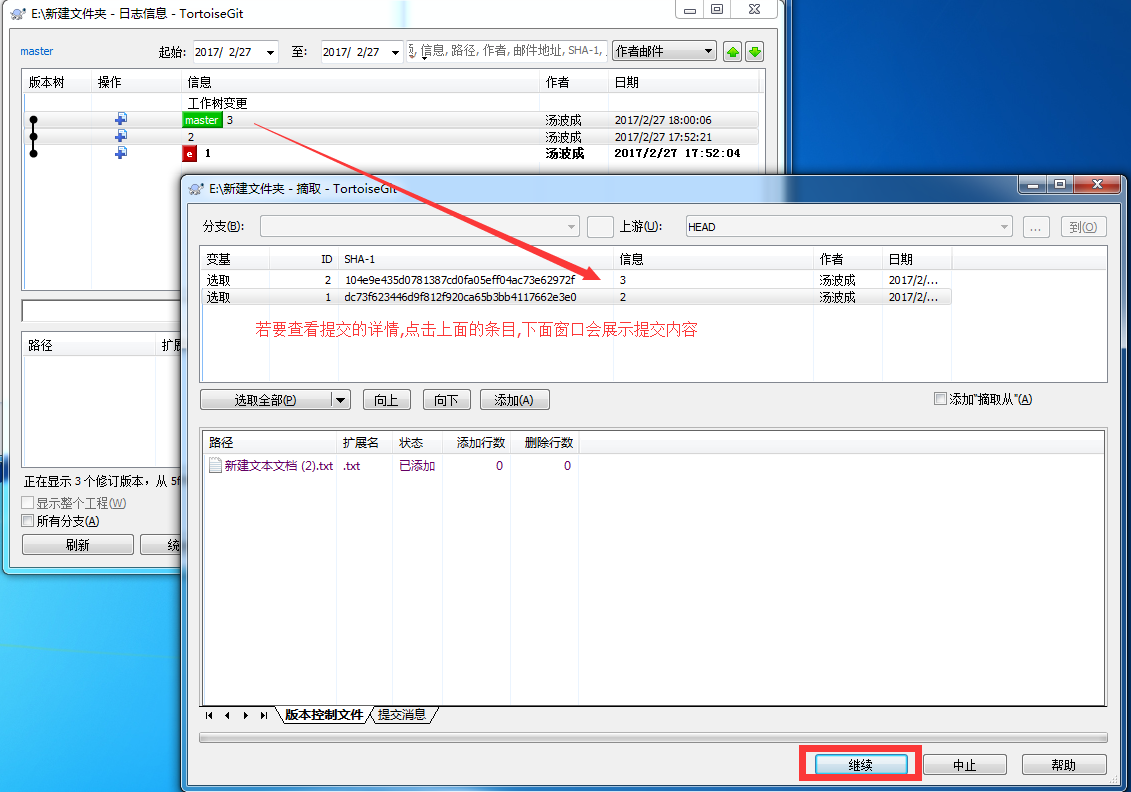 E:\新建文件夹 - 日志信息 - TortoiseGit
master
起始: 2017/ 2/27 至: 2017/ 2/27 信息, 路径, 作者, 邮件地址, SHA-1, 作者邮件
版本树 操作 信息 作者 日期
工作树变更
master 3 汤波成 2017/2/27 18:00:06
2 汤波成 2017/2/27 17:52:21
e 1 汤波成 2017/2/27 17:52:04
路径 扩展
正在显示 3 个修订版本，从 5f
显示整个工程(W)
所有分支(A)
刷新 统
E:\新建文件夹 - 摘取 - TortoiseGit
分支(B): 上游(U): HEAD ... 到(O)
变基 ID SHA-1 信息 作者 日期
选取 2 104e9e435d0781387cd0fa05eff04ac73e62972f 3 汤波成 2017/2/...
选取 1 dc73f623446d9f812f920ca65b3bb4117662e3e0 2 汤波成 2017/2/...
若要查看提交的详情,点击上面的条目,下面窗口会展示提交内容
选取全部(P) 向上 向下 添加(A) 添加"摘取从"(A)
路径 扩展名 状态 添加行数 删除行数
新建文本文档 (2).txt .txt 已添加 0 0
版本控制文件 提交消息
继续 中止 帮助